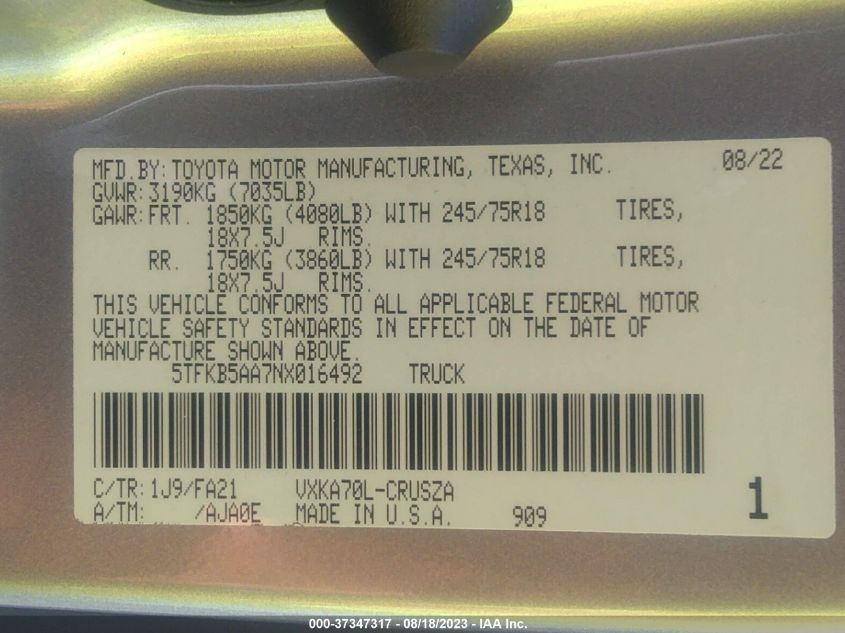 MFD.BY: TOYOTA MOTOR MANUFACTURING, TEXAS, INC. 08/22
GVWR: 3190KG (7035LB)
GAWR: FRT. 1850KG (4080LB) WITH 245/75R18 TIRES,
18X7.5J RIMS.
RR. 1750KG (3860LB) WITH 245/75R18 TIRES,
18X7.5J RIMS.
THIS VEHICLE CONFORMS TO ALL APPLICABLE FEDERAL MOTOR
VEHICLE SAFETY STANDARDS IN EFFECT ON THE DATE OF
MANUFACTURE SHOWN ABOVE.
5TFKB5AA7NX016492 TRUCK
C/TR: 1J9/FA21 VXKA70L-CRUSZA
A/TM: /AJA0E MADE IN U.S.A. 909 1
000-37347317 - 08/18/2023 - IAA Inc.